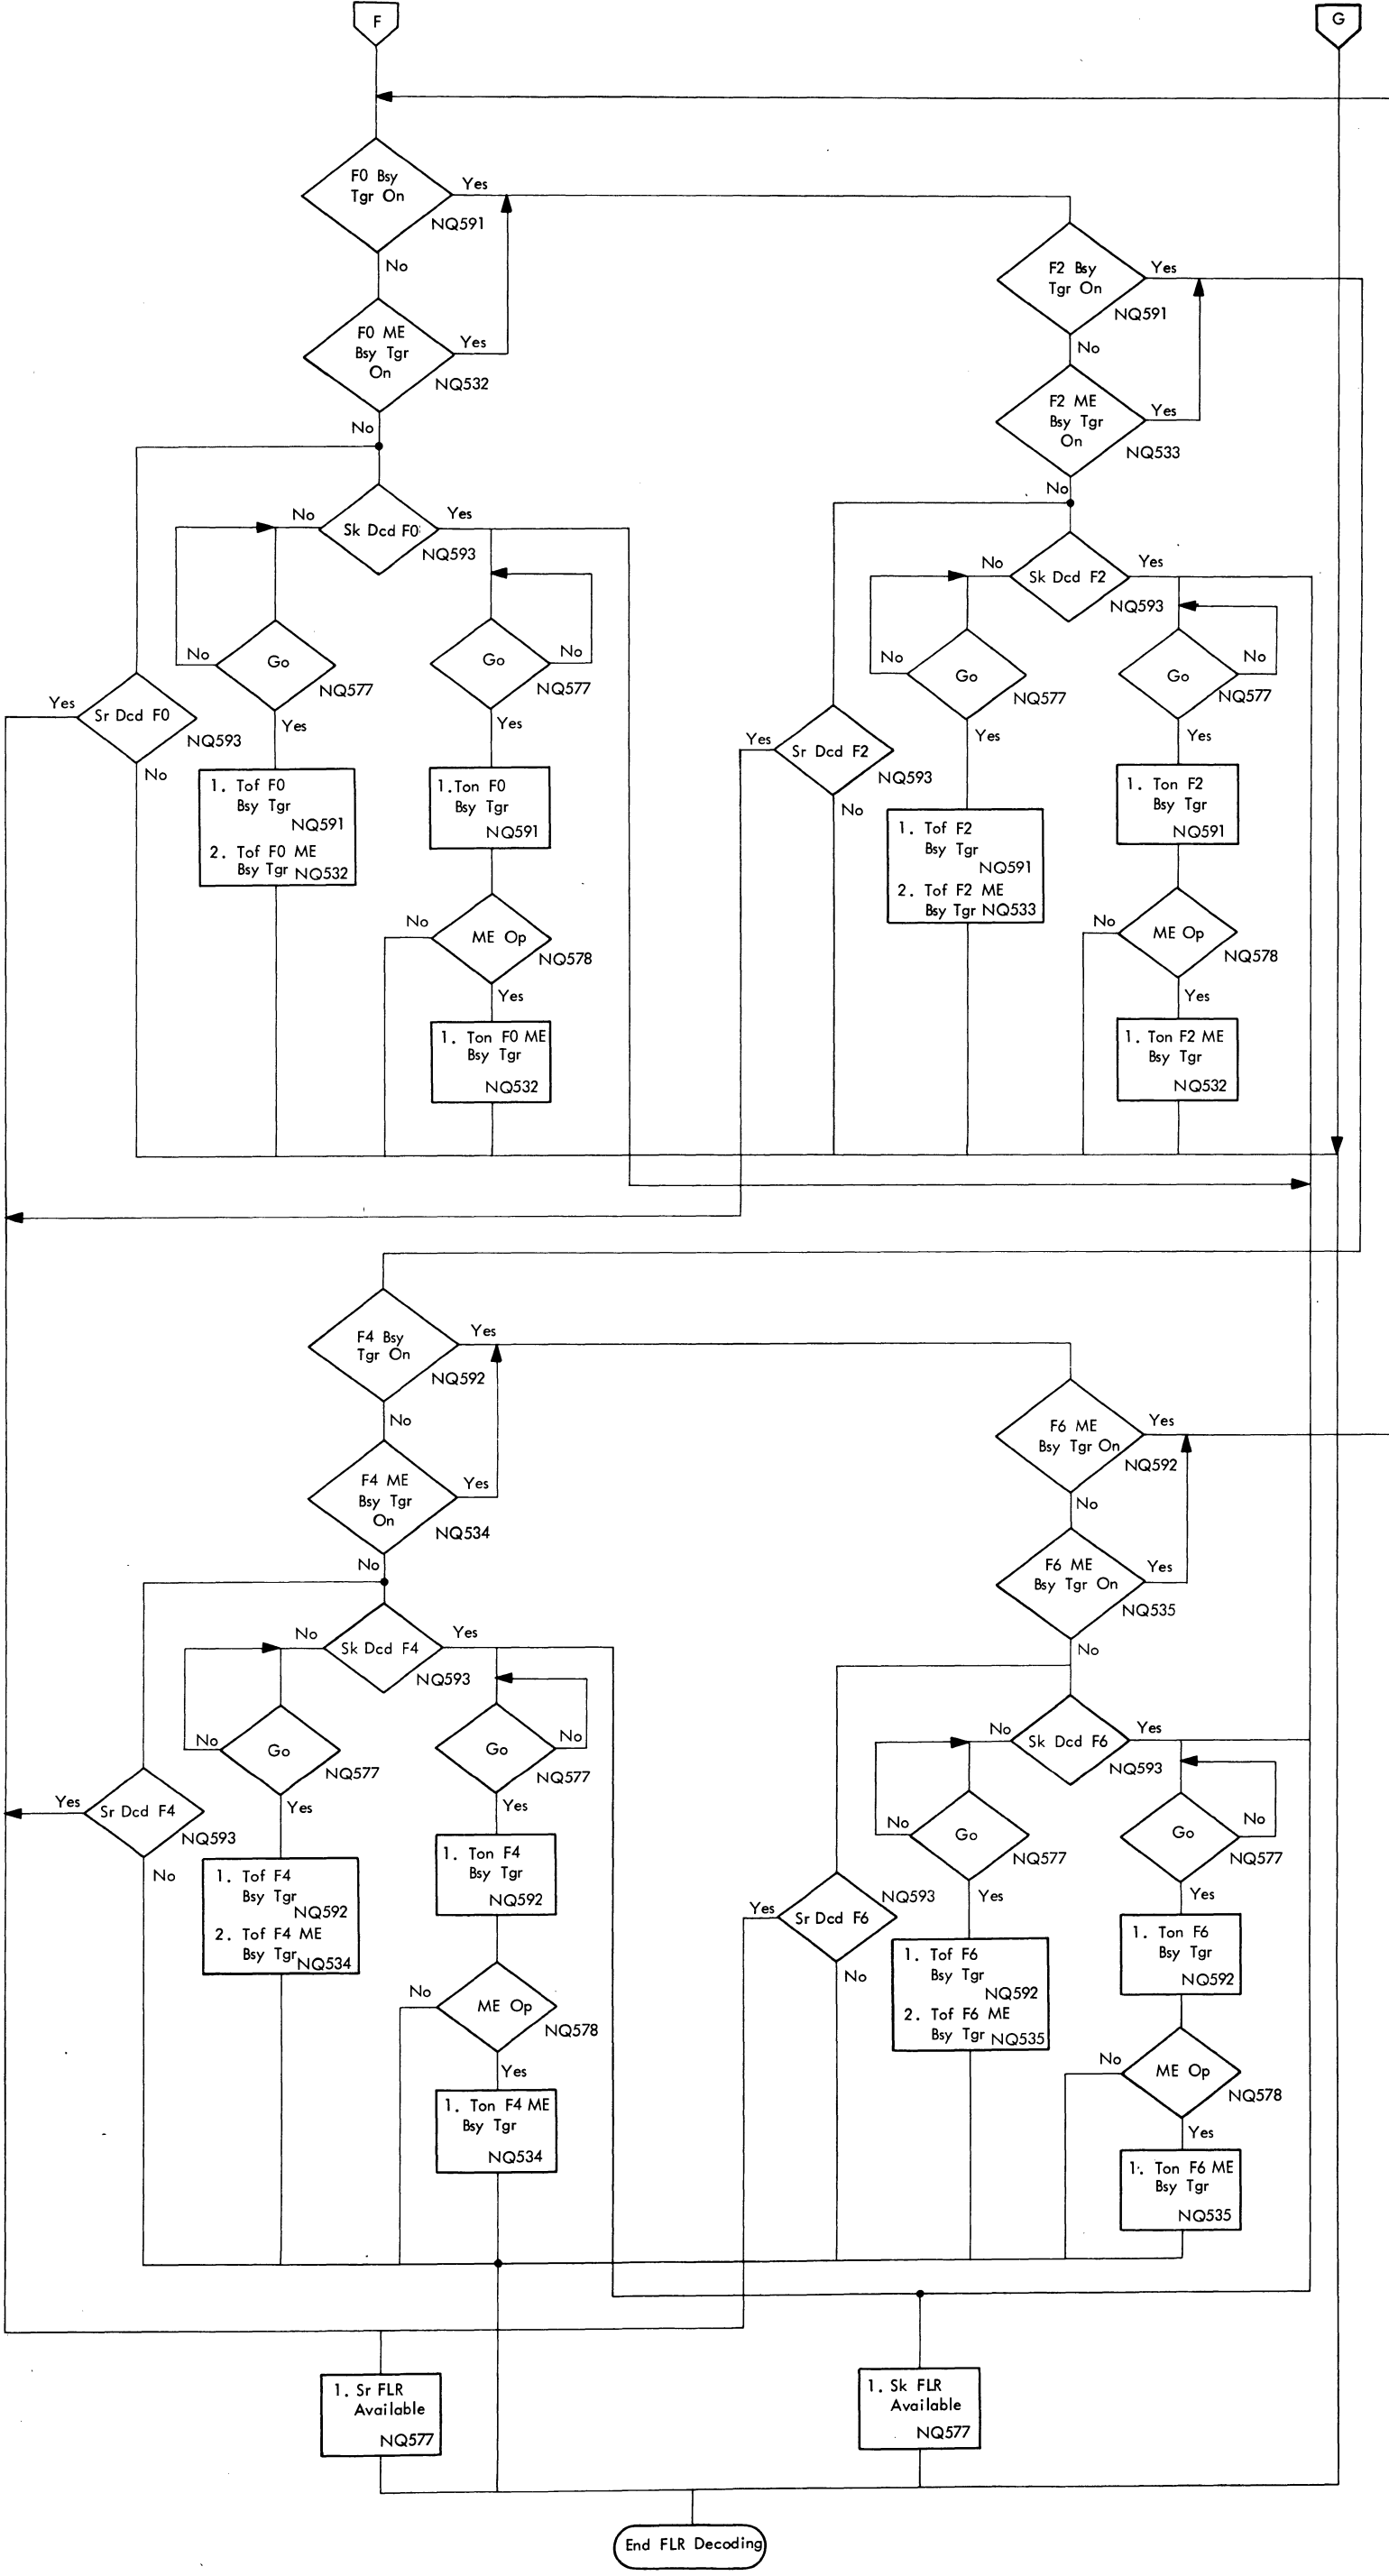 F
G
F0 Bsy
Tgr On
Yes
NQ591
No
F0 ME
Bsy Tgr
On
Yes
NQ532
No
Sk Dcd F0
No
Yes
NQ593
Go
No
NQ577
Yes
Go
No
NQ577
Yes
Sr Dcd F0
Yes
NQ593
No
1. Tof F0
Bsy Tgr
NQ591
2. Tof F0 ME
Bsy Tgr NQ532
1. Ton F0
Bsy Tgr
NQ591
No
ME Op
NQ578
Yes
1. Ton F0 ME
Bsy Tgr
NQ532
F2 Bsy
Tgr On
Yes
NQ591
No
F2 ME
Bsy Tgr
On
Yes
NQ533
No
Sk Dcd F2
No
Yes
NQ593
Go
No
NQ577
Yes
Go
No
NQ577
Yes
Sr Dcd F2
Yes
NQ593
No
1. Tof F2
Bsy Tgr
NQ591
2. Tof F2 ME
Bsy Tgr NQ533
1. Ton F2
Bsy Tgr
NQ591
No
ME Op
NQ578
Yes
1. Ton F2 ME
Bsy Tgr
NQ532
F4 Bsy
Tgr On
Yes
NQ592
No
F4 ME
Bsy Tgr
On
Yes
NQ534
No
Sk Dcd F4
No
Yes
NQ593
Go
No
NQ577
Yes
Go
No
NQ577
Yes
Sr Dcd F4
Yes
NQ593
No
1. Tof F4
Bsy Tgr
NQ592
2. Tof F4 ME
Bsy Tgr NQ534
1. Ton F4
Bsy Tgr
NQ592
No
ME Op
NQ578
Yes
1. Ton F4 ME
Bsy Tgr
NQ534
F6 ME
Bsy Tgr On
Yes
NQ592
No
F6 ME
Bsy Tgr On
Yes
NQ535
No
Sk Dcd F6
No
Yes
NQ593
Go
No
NQ577
Yes
Go
No
NQ577
Yes
Sr Dcd F6
Yes
NQ593
No
1. Tof F6
Bsy Tgr
NQ592
2. Tof F6 ME
Bsy Tgr NQ535
1. Ton F6
Bsy Tgr
NQ592
No
ME Op
NQ578
Yes
1. Ton F6 ME
Bsy Tgr
NQ535
1. Sr FLR
Available
NQ577
1. Sk FLR
Available
NQ577
End FLR Decoding